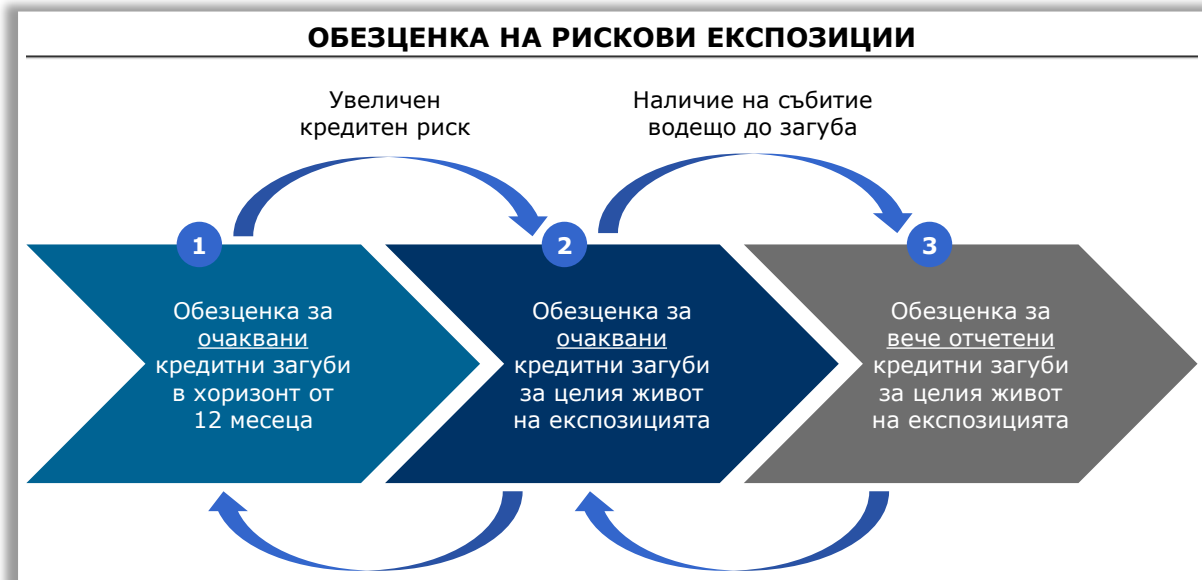 ОБЕЗЦЕНКА НА РИСКОВИ ЕКСПОЗИЦИИ
Увеличен
кредитен риск
Наличие на събитие
водещо до загуба
1
Обезценка за
очаквани
кредитни загуби
в хоризонт от
12 месеца
2
Обезценка за
очаквани
кредитни загуби
за целия живот
на експозицията
3
Обезценка за
вече отчетени
кредитни загуби
за целия живот
на експозицията